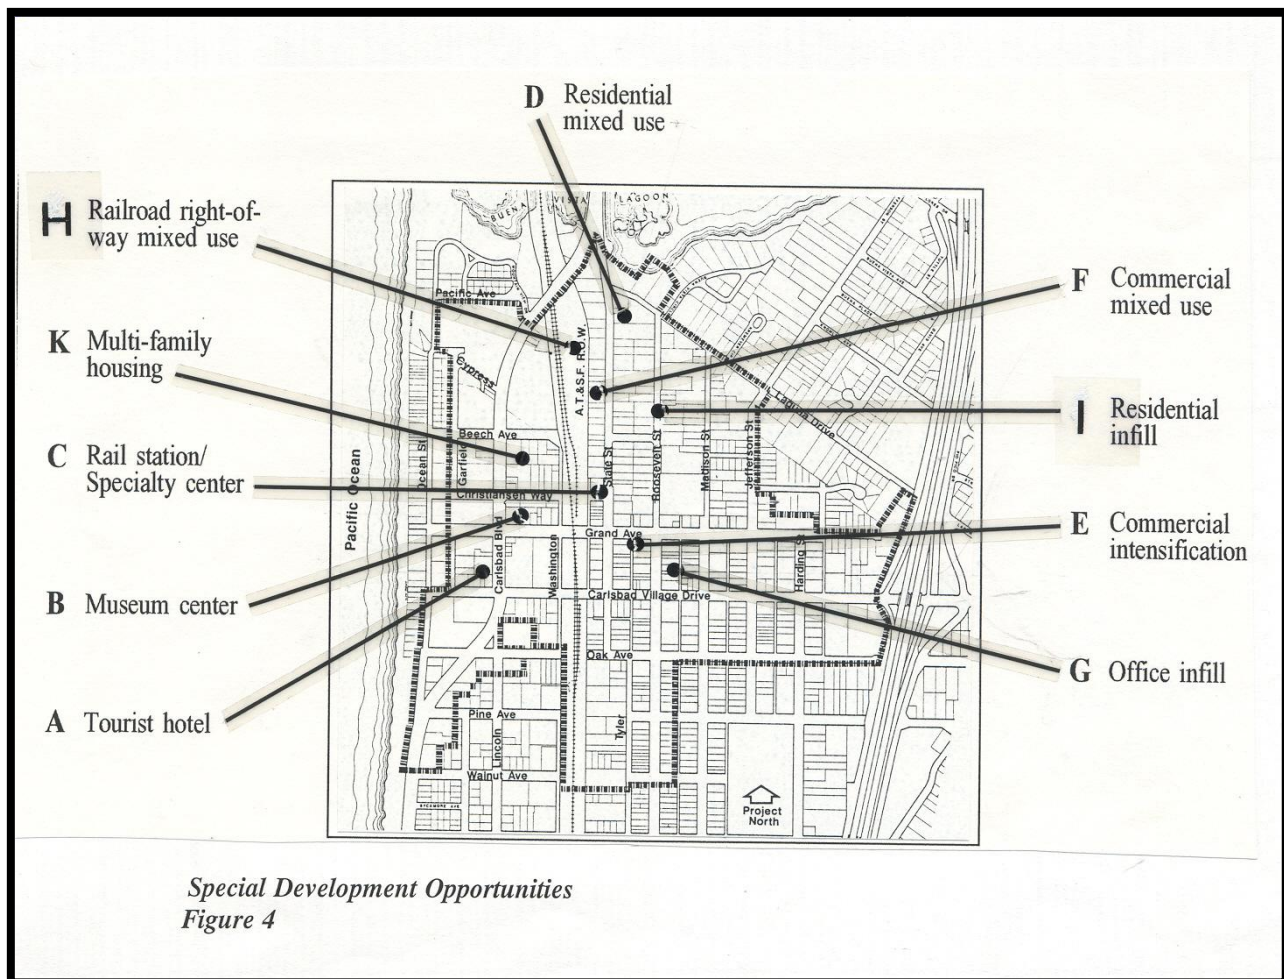 D Residential
mixed use
H Railroad right-of-
way mixed use
F Commercial
mixed use
K Multi-family
housing
I Residential
infill
C Rail station/
Specialty center
E Commercial
intensification
B Museum center
G Office infill
A Tourist hotel
BUENA VISTA LAGOON
Pacific Ave
Cypress
A.T.&S.F. R.O.W.
Laguna Drive
Beech Ave
Ocean St
Garfield
State St
Roosevelt St
Madison St
Jefferson St
Christiansen Way
Pacific Ocean
Grand Ave
Carlsbad Blvd
Washington
Harding St
Carlsbad Village Drive
Oak Ave
Pine Ave
Lincoln
Tyler
Walnut Ave
SYCAMORE AVE
Project
North
Special Development Opportunities
Figure 4